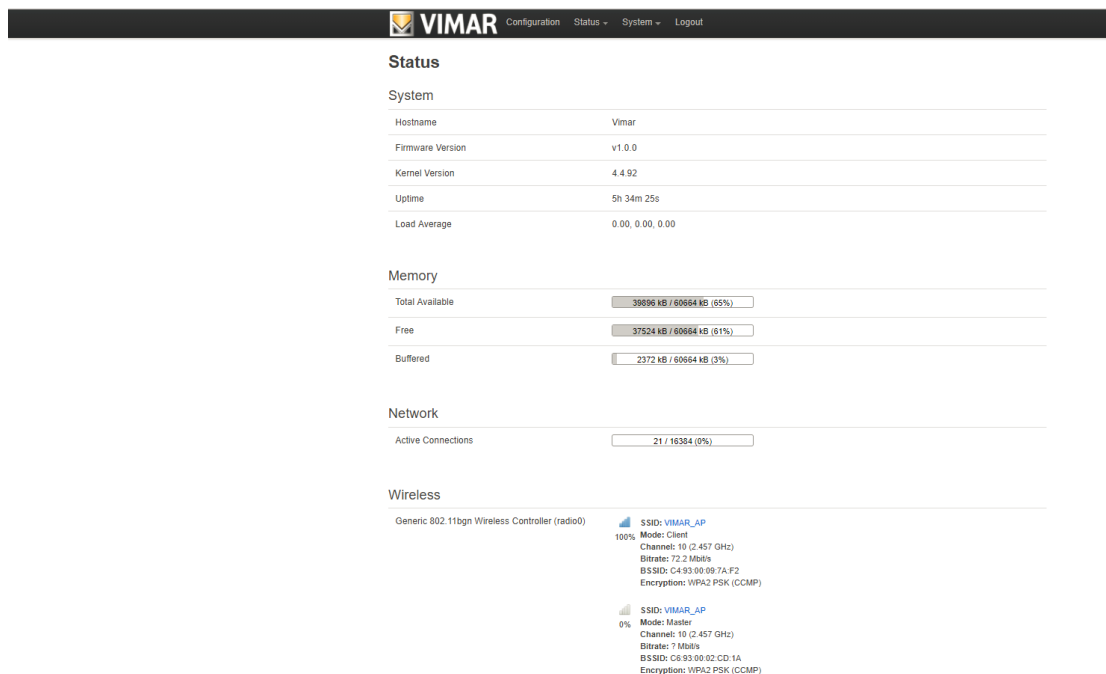 VIMAR Configuration Status System Logout
Status
System
Hostname Vimar
Firmware Version v1.0.0
Kernel Version 4.4.92
Uptime 5h 34m 25s
Load Average 0.00, 0.00, 0.00
Memory
Total Available 39896 kB / 60664 kB (65%)
Free 37524 kB / 60664 kB (61%)
Buffered 2372 kB / 60664 kB (3%)
Network
Active Connections 21 / 16384 (0%)
Wireless
Generic 802.11bgn Wireless Controller (radio0) SSID: VIMAR_AP
100% Mode: Client
Channel: 10 (2.457 GHz)
Bitrate: 72.2 Mbit/s
BSSID: C4:93:00:09:7A:F2
Encryption: WPA2 PSK (CCMP)
SSID: VIMAR_AP
0% Mode: Master
Channel: 10 (2.457 GHz)
Bitrate: ? Mbit/s
BSSID: C6:93:00:02:CD:1A
Encryption: WPA2 PSK (CCMP)